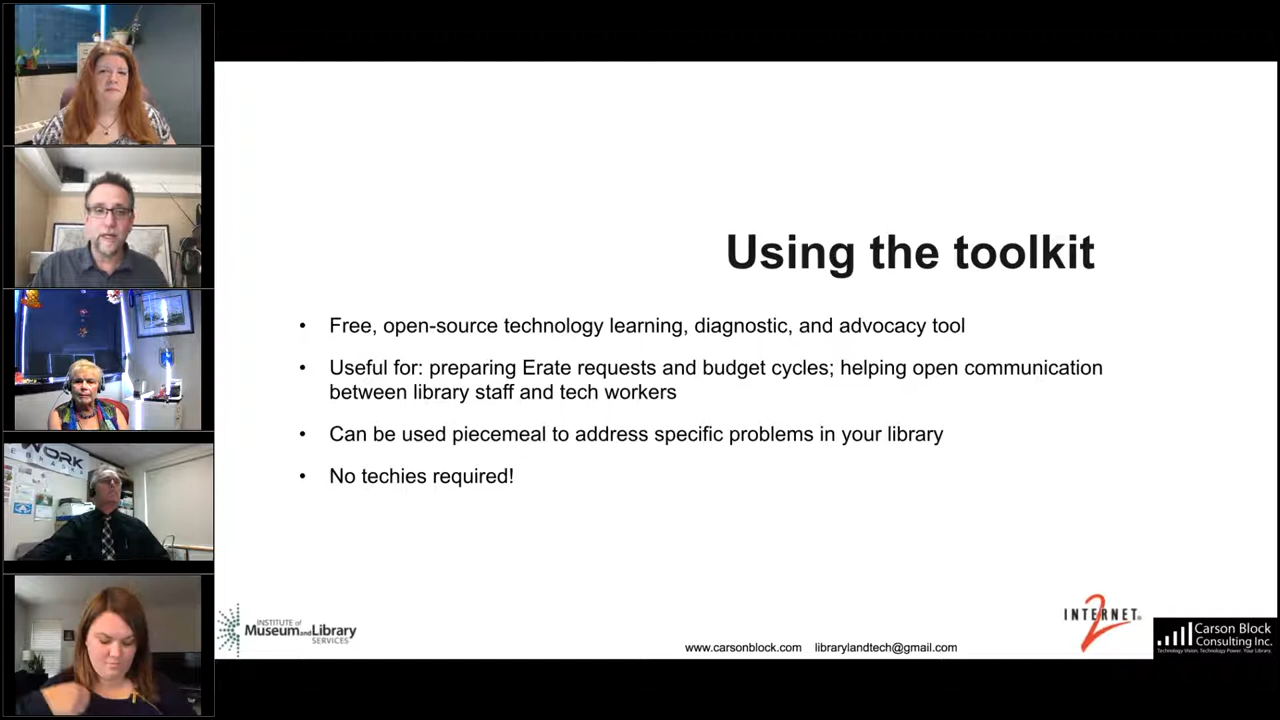 Using the toolkit
• Free, open-source technology learning, diagnostic, and advocacy tool
• Useful for: preparing Erate requests and budget cycles; helping open communication
between library staff and tech workers
• Can be used piecemeal to address specific problems in your library
• No techies required!
INSTITUTE of
Museum and Library
SERVICES
www.carsonblock.com librarylandtech@gmail.com
INTERNET
2
Carson Block
Consulting Inc.
Technology Vision. Technology Power. Your Library.
WORK